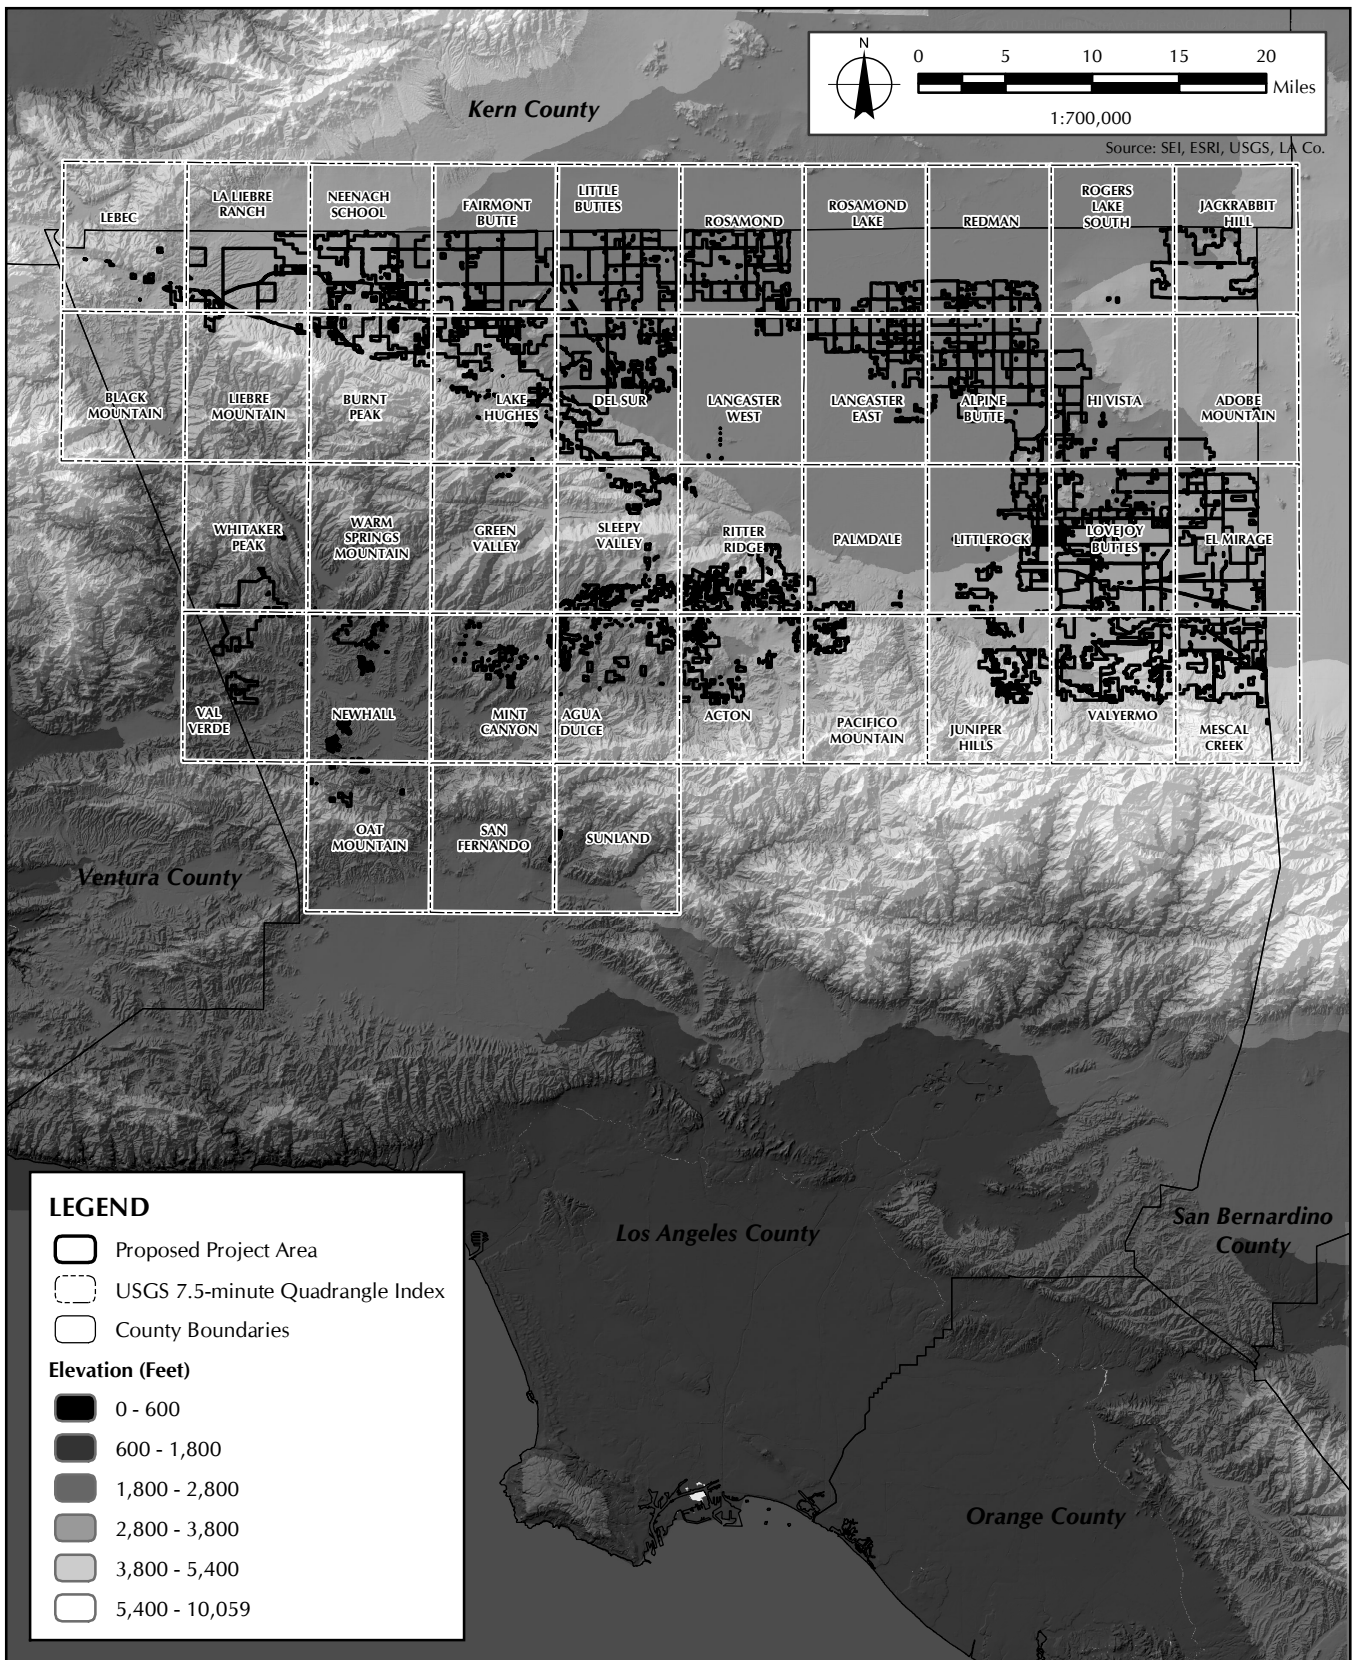 N
0 5 10 15 20
Miles
1:700,000
Source: SEI, ESRI, USGS, LA Co.
Kern County
LEBEC
LA LIEBRE
RANCH
NEENACH
SCHOOL
FAIRMONT
BUTTE
LITTLE
BUTTES
ROSAMOND
ROSAMOND
LAKE
REDMAN
ROGERS
LAKE
SOUTH
JACKRABBIT
HILL
BLACK
MOUNTAIN
LIEBRE
MOUNTAIN
BURNT
PEAK
LAKE
HUGHES
DEL SUR
LANCASTER
WEST
LANCASTER
EAST
ALPINE
BUTTE
HI VISTA
ADOBE
MOUNTAIN
WHITAKER
PEAK
WARM
SPRINGS
MOUNTAIN
GREEN
VALLEY
SLEEPY
VALLEY
RITTER
RIDGE
PALMDALE
LITTLEROCK
LOVEJOY
BUTTES
EL MIRAGE
VAL
VERDE
NEWHALL
MINT
CANYON
AGUA
DULCE
ACTON
PACIFICO
MOUNTAIN
JUNIPER
HILLS
VALYERMO
MESCAL
CREEK
OAT
MOUNTAIN
SAN
FERNANDO
SUNLAND
Ventura County
Los Angeles County
San Bernardino
County
Orange County
LEGEND
Proposed Project Area
USGS 7.5-minute Quadrangle Index
County Boundaries
Elevation (Feet)
0 - 600
600 - 1,800
1,800 - 2,800
2,800 - 3,800
3,800 - 5,400
5,400 - 10,059